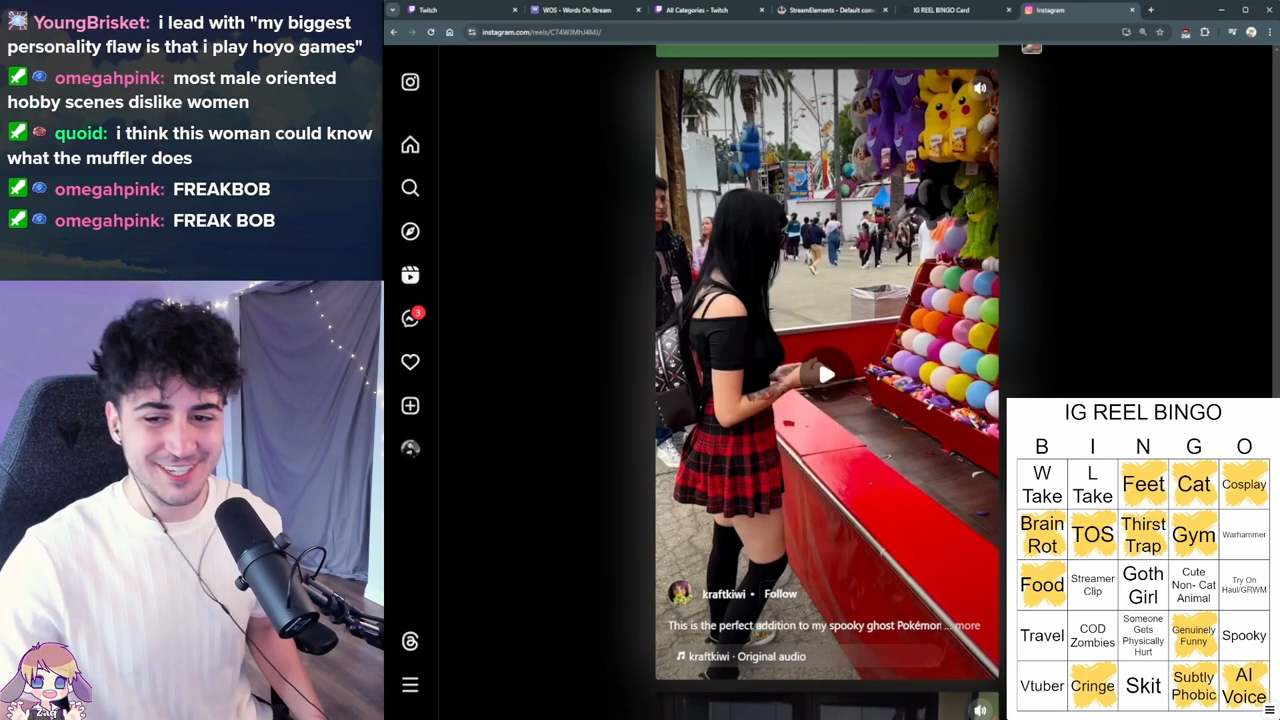 YoungBrisket: i lead with "my biggest
personality flaw is that i play hoyo games"
omegahpink: most male oriented
hobby scenes dislike women
quoid: i think this woman could know
what the muffler does
omegahpink: FREAKBOB
omegahpink: FREAK BOB
Twitch
WOS - Words On Stream
All Categories - Twitch
StreamElements - Default com
IG REEL BINGO Card
Instagram
instagram.com/reels/C74WJMhJ4MJ/
3
kraftkiwi • Follow
This is the perfect addition to my spooky ghost Pokémon ... more
kraftkiwi · Original audio
IG REEL BINGO
B I N G O
W Take
L Take
Feet
Cat
Cosplay
Brain Rot
TOS
Thirst Trap
Gym
Warhammer
Food
Streamer Clip
Goth Girl
Cute Non- Cat Animal
Try On Haul/GRWM
Travel
COD Zombies
Someone Gets Physically Hurt
Genuinely Funny
Spooky
Vtuber
Cringe
Skit
Subtly Phobic
AI Voice